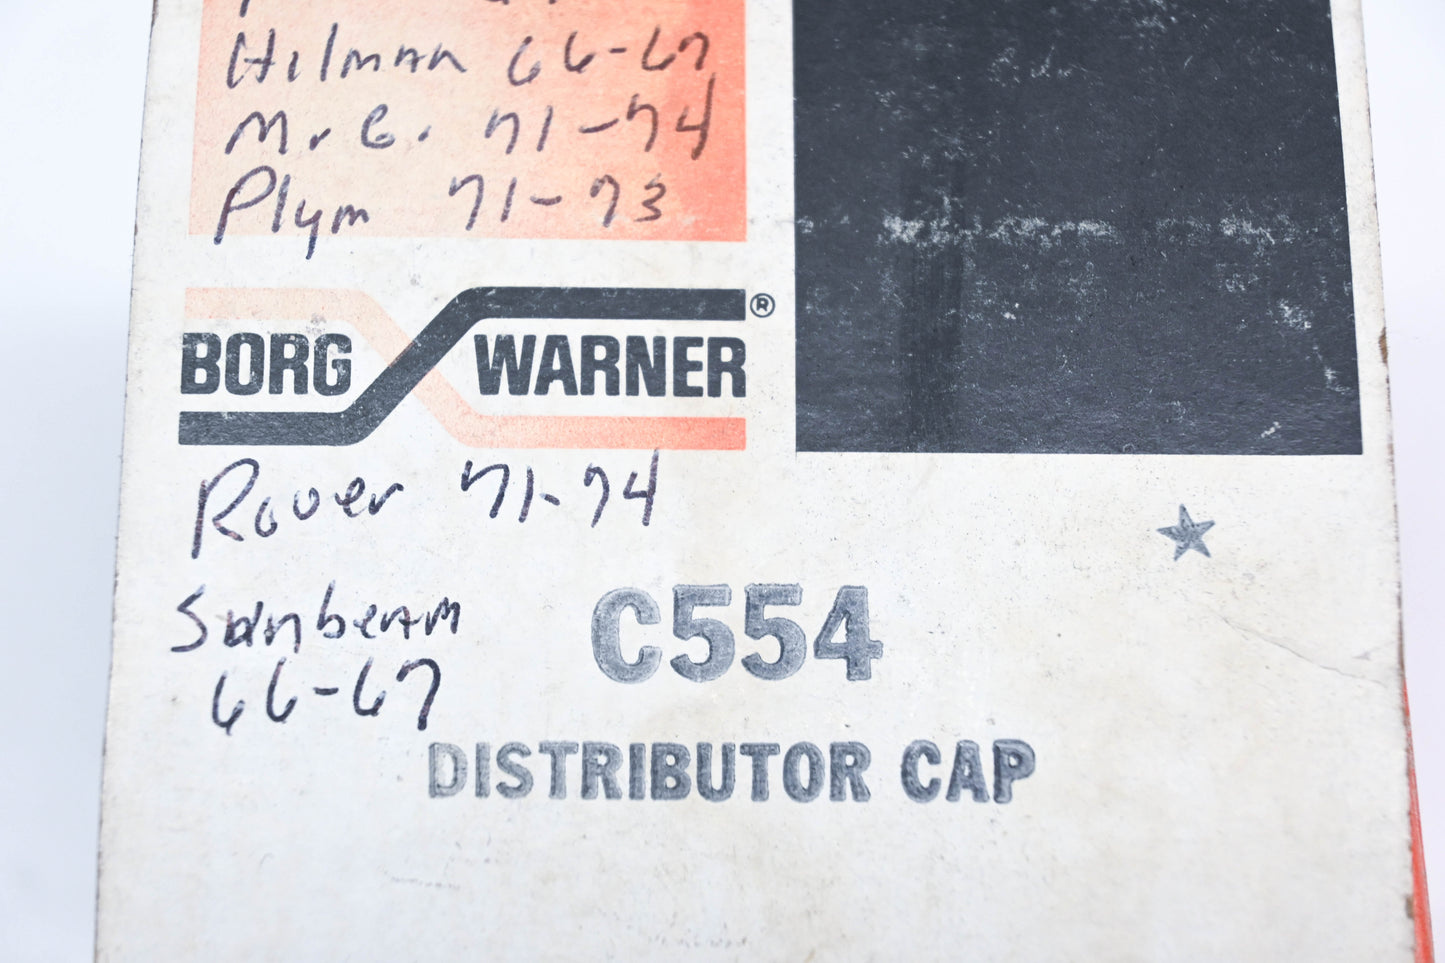 Hilman 66-67
M.G. 71-74
Plym 71-73
BORG WARNER®
Rover 71-74
Sunbeam
66-67
C554
DISTRIBUTOR CAP